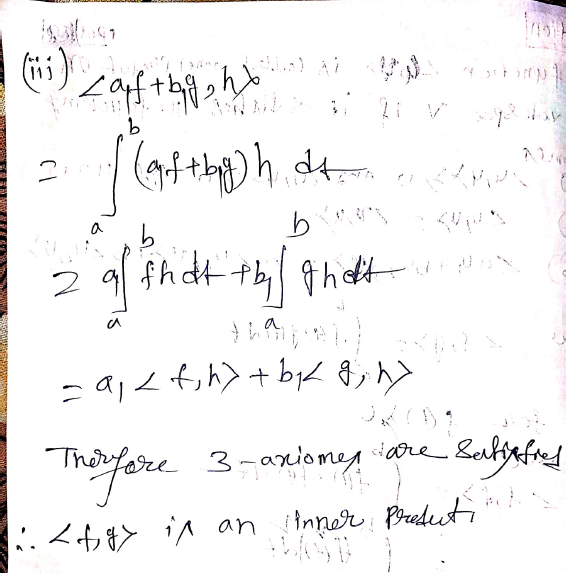 (iii) <a₁f + b₁g, h>
= ∫ₐᵇ (a₁f + b₁g) h dt
= a₁ ∫ₐᵇ fh dt + b₁ ∫ₐᵇ gh dt
= a₁ <f, h> + b₁ <g, h>
Therefore 3-axiomes are Satisfies
∴ <f, g> is an inner Product